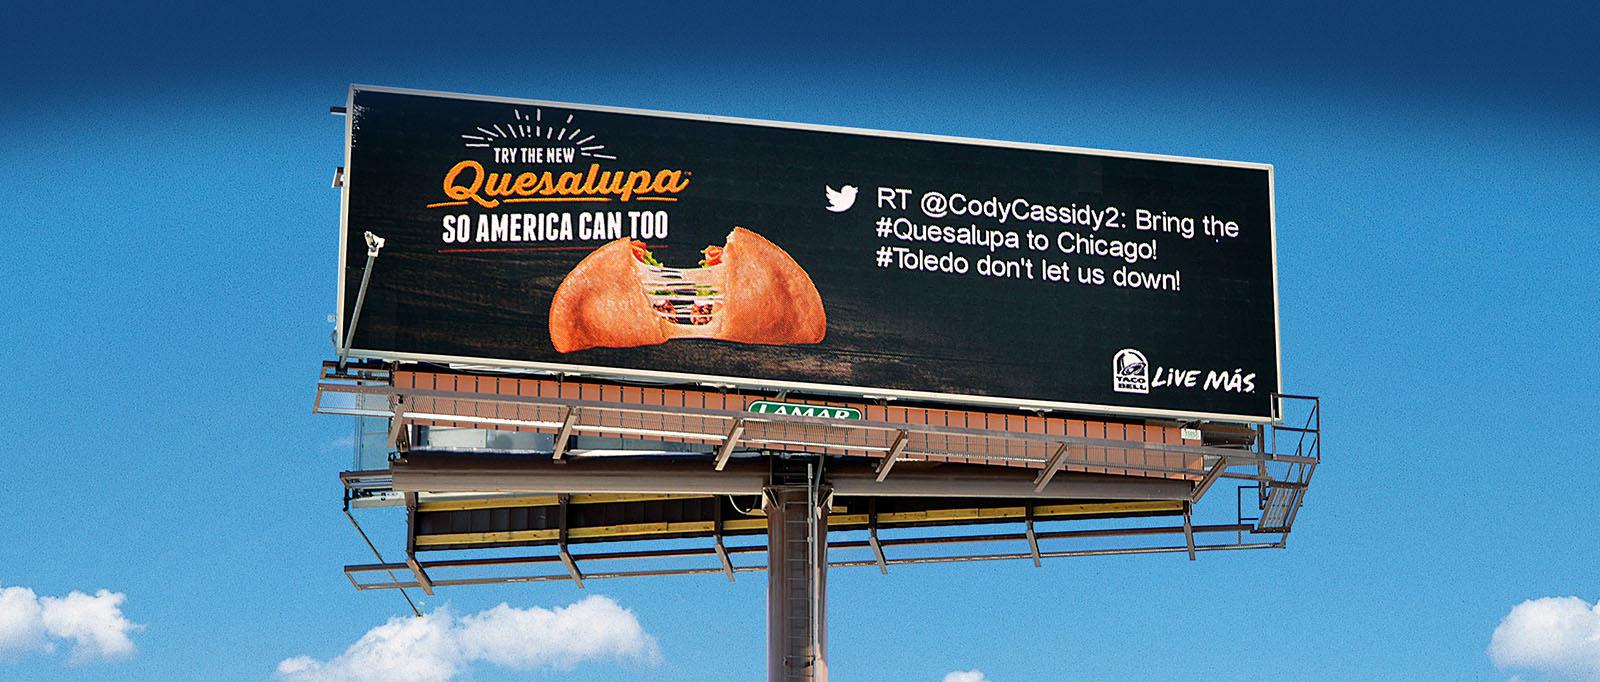 TRY THE NEW
Quesalupa™
SO AMERICA CAN TOO
RT @CodyCassidy2: Bring the
#Quesalupa to Chicago!
#Toledo don't let us down!
TACO
BELL
LIVE MÁS
LAMAR